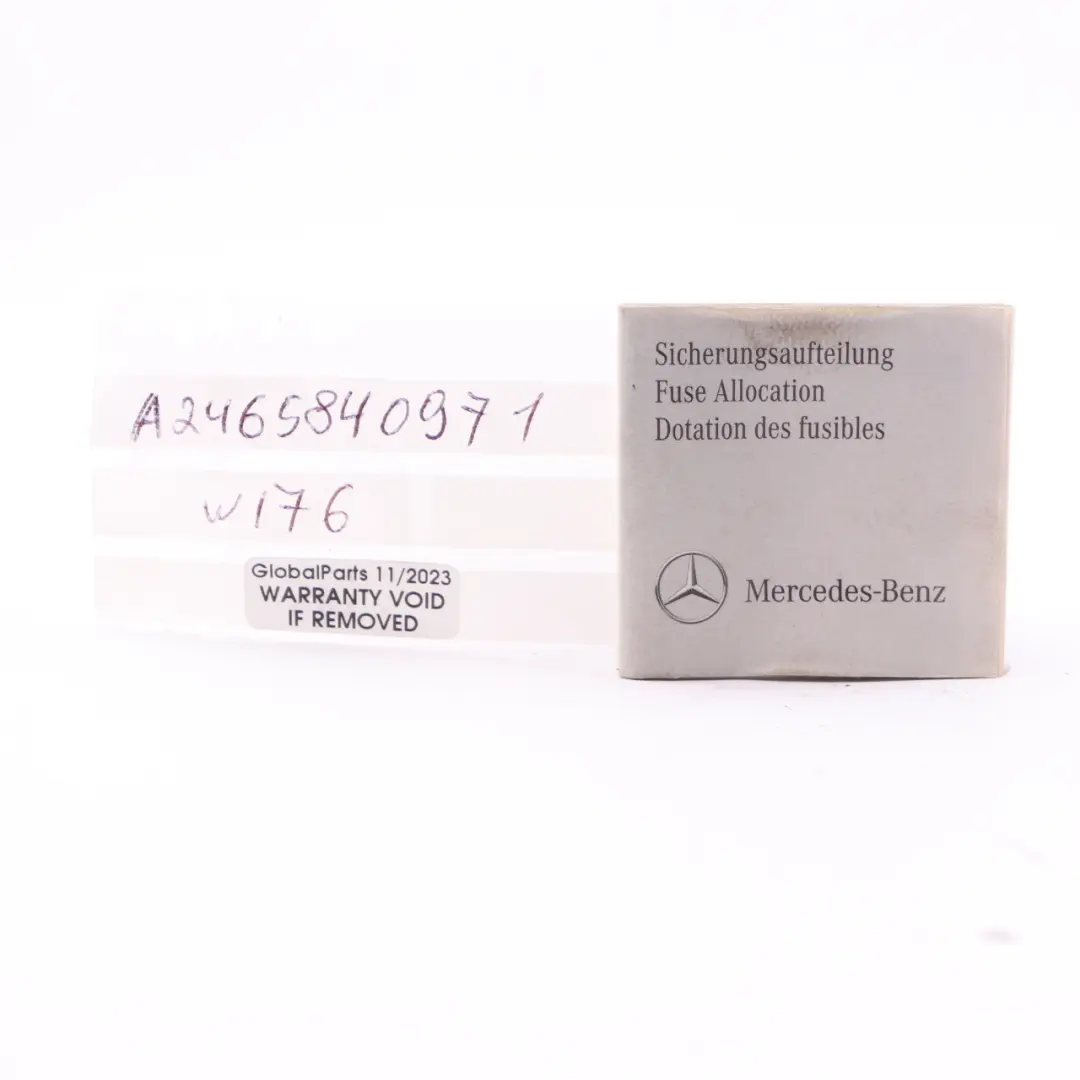 A2465840971
W176
GlobalParts 11/2023
WARRANTY VOID
IF REMOVED
Sicherungsaufteilung
Fuse Allocation
Dotation des fusibles
Mercedes-Benz